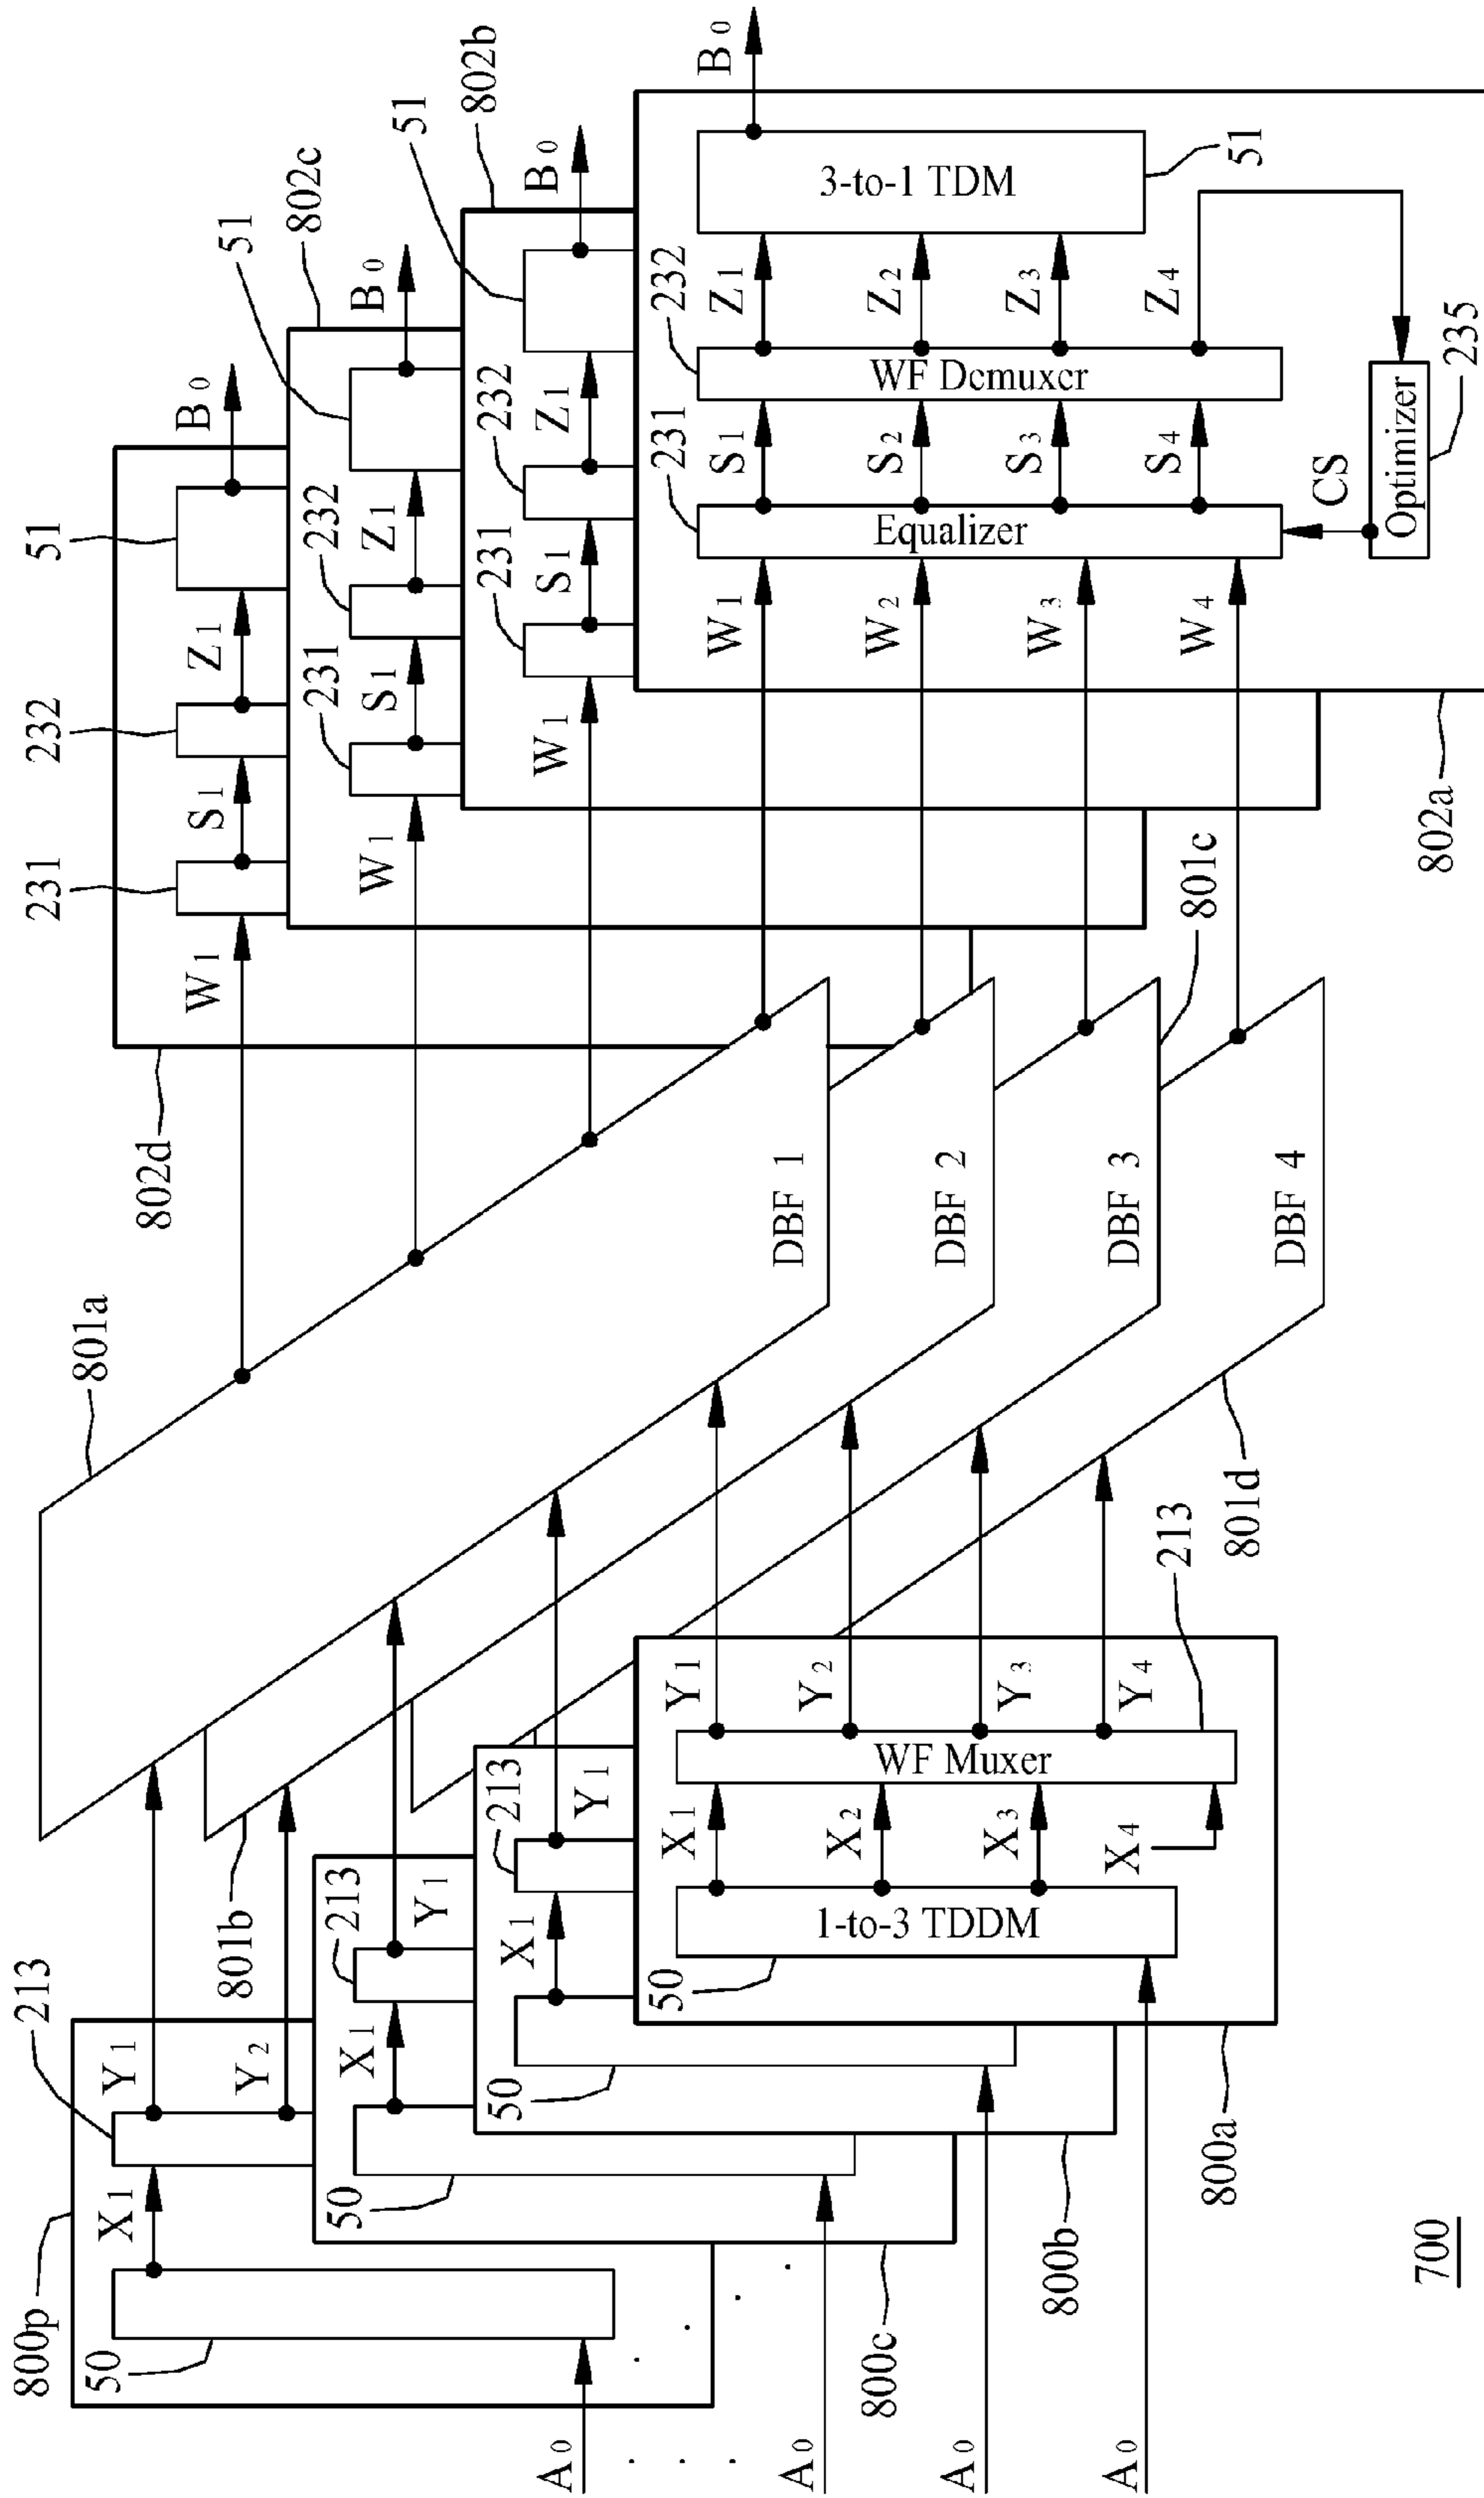 800p
50
X1
213
Y1
Y2
A0
. . .
800c
50
X1
213
Y1
A0
800b
50
X1
213
Y1
A0
800a
50
1-to-3 TDDM
X1
X2
X3
X4
WF Muxer
213
Y1
Y2
Y3
Y4
A0
801a
801b
801c
801d
DBF 1
DBF 2
DBF 3
DBF 4
802d
W1
231
S1
232
Z1
51
B0
802c
W1
231
S1
232
Z1
51
B0
802b
W1
231
S1
232
Z1
51
B0
802a
W1
W2
W3
W4
231
Equalizer
S1
S2
S3
S4
232
WF Demuxer
Z1
Z2
Z3
Z4
3-to-1 TDM
51
B0
CS
Optimizer
235
700